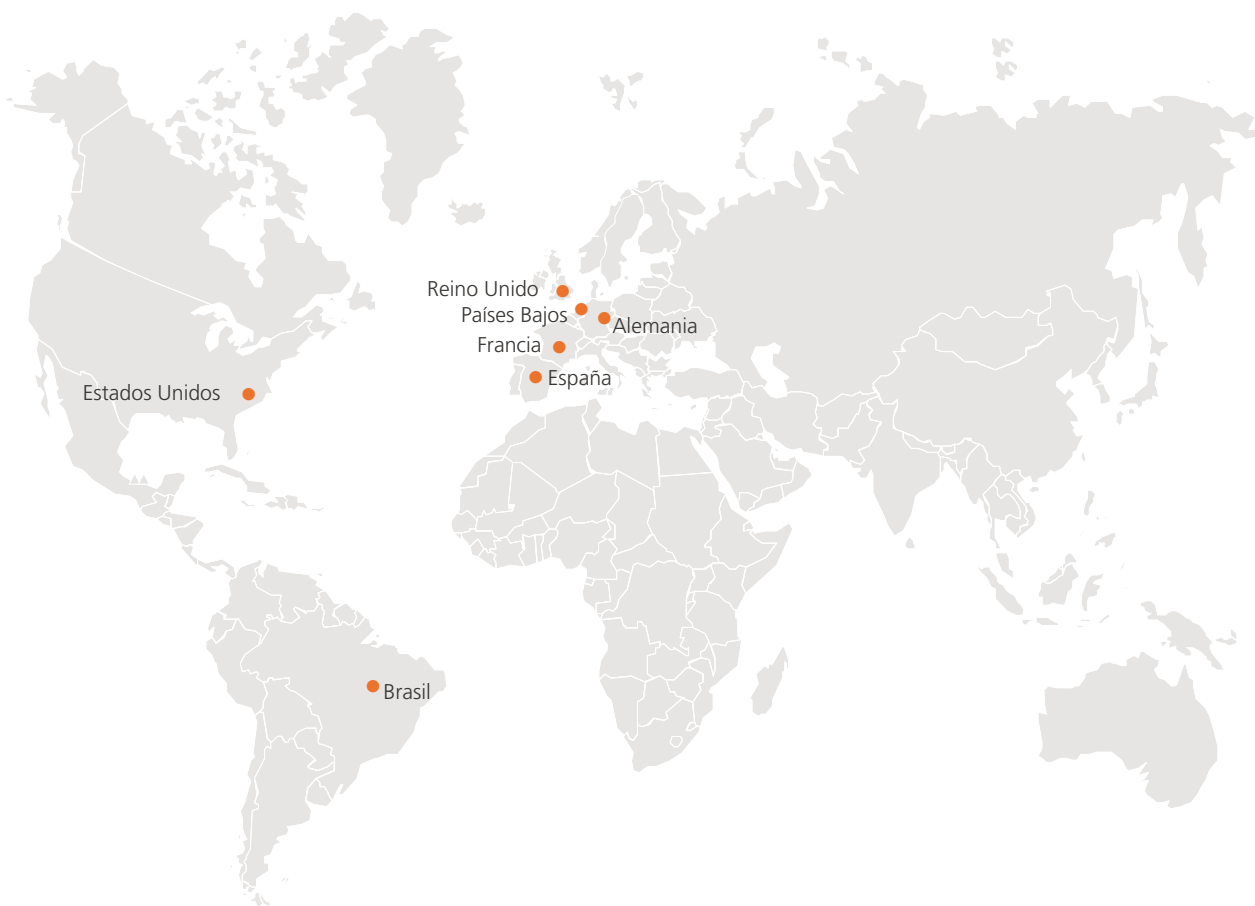 Reino Unido
Países Bajos
Alemania
Francia
España
Estados Unidos
Brasil